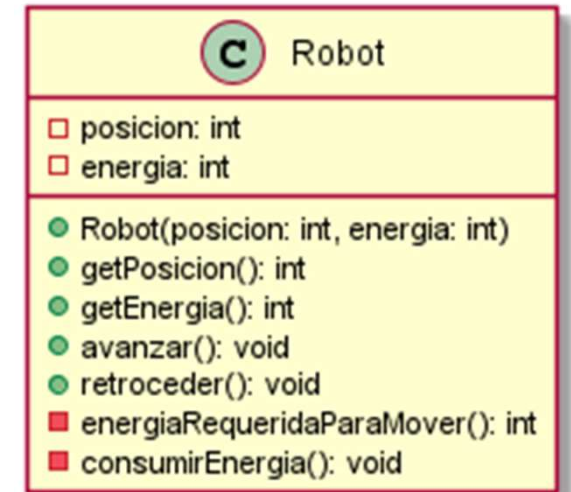 C Robot
posicion: int
energia: int
Robot(posicion: int, energia: int)
getPosicion(): int
getEnergia(): int
avanzar(): void
retroceder(): void
energiaRequeridaParaMover(): int
consumirEnergia(): void